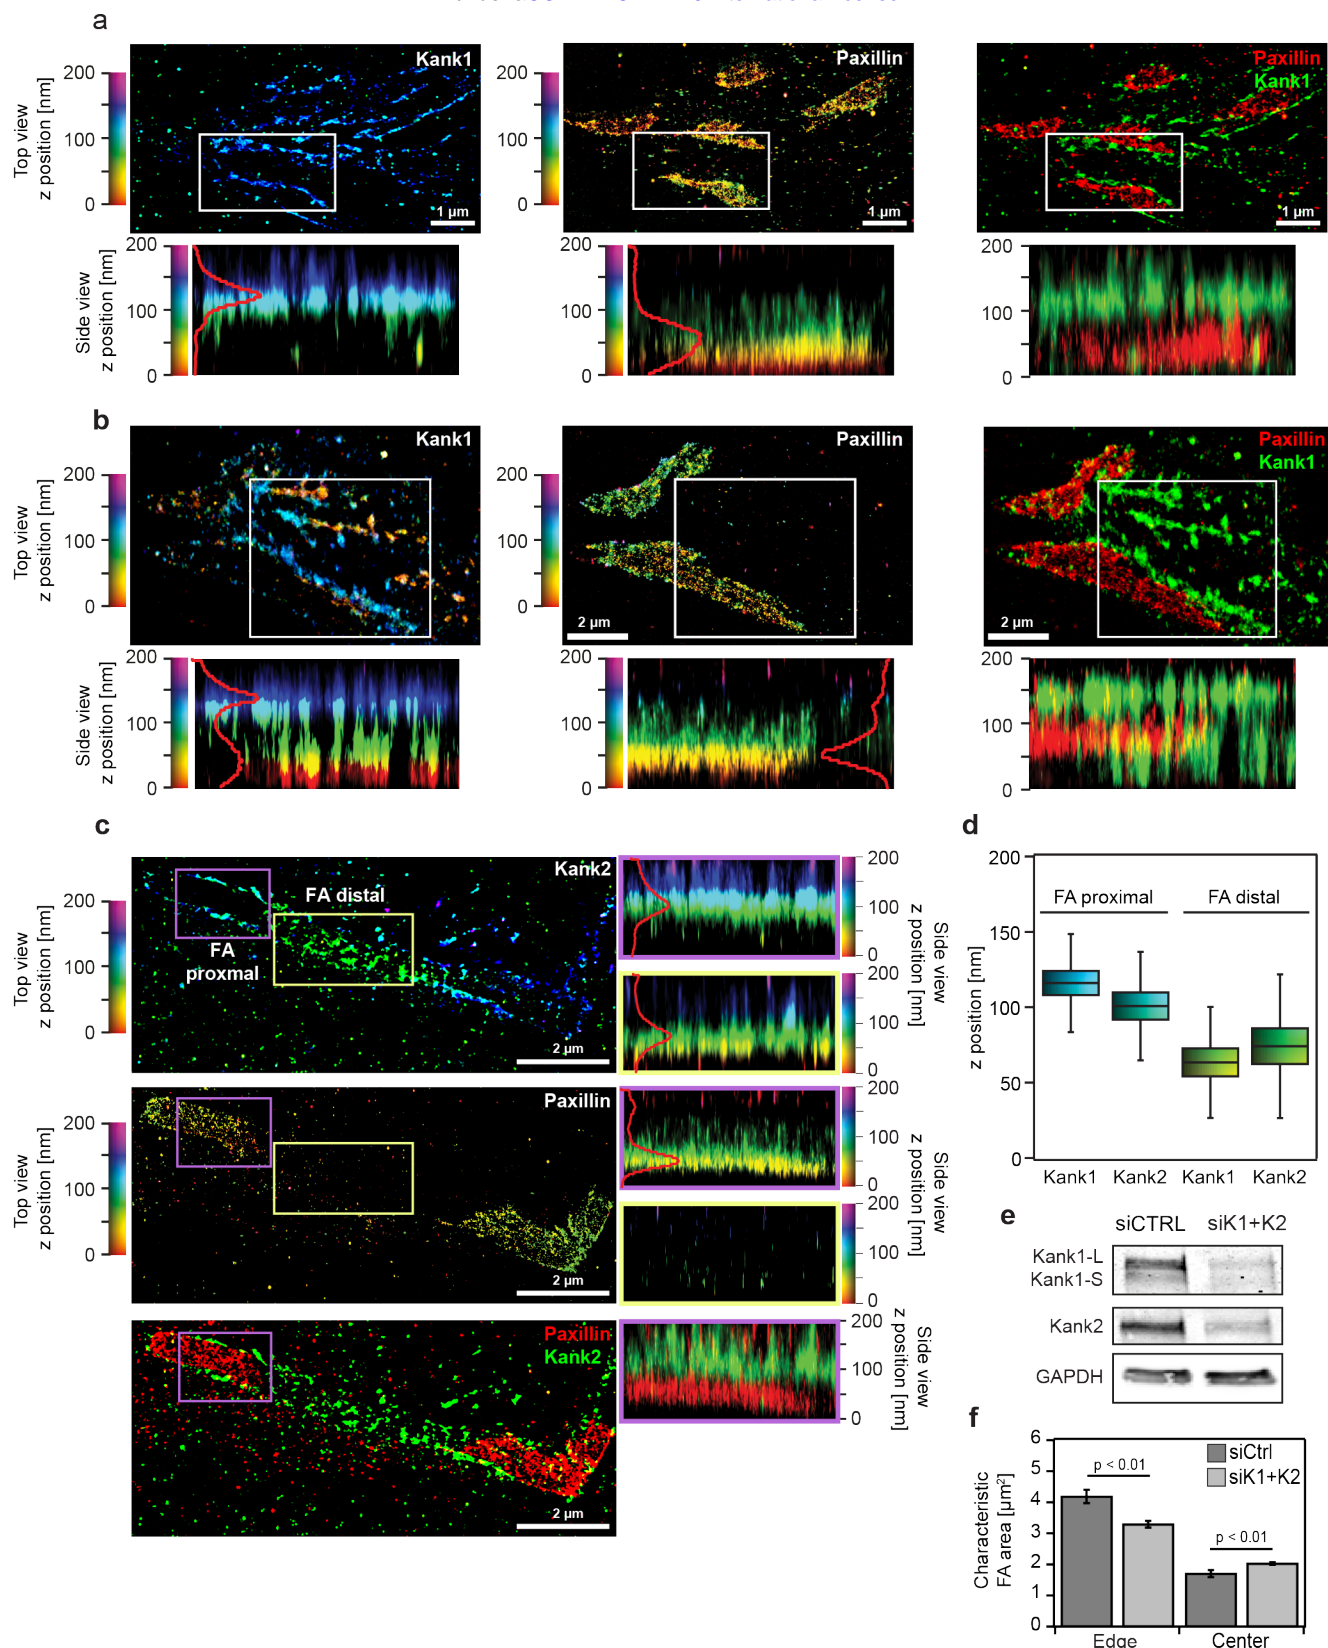 a
Top view
z position [nm]
200
100
0
Kank1
1 µm
200
100
0
Paxillin
1 µm
Paxillin
Kank1
1 µm
Side view
z position [nm]
200
100
0
200
100
0
200
100
0
b
Top view
z position [nm]
200
100
0
Kank1
200
100
0
Paxillin
2 µm
Paxillin
Kank1
2 µm
Side view
z position [nm]
200
100
0
200
100
0
200
100
0
c
Top view
z position [nm]
200
100
0
Kank2
FA distal
FA
proxmal
2 µm
200
100
0
200
100
0
Side view
z position [nm]
Top view
z position [nm]
200
100
0
Paxillin
2 µm
200
100
0
200
100
0
Side view
z position [nm]
Paxillin
Kank2
2 µm
200
100
0
Side view
z position [nm]
d
z position [nm]
200
150
100
50
0
FA proximal
FA distal
Kank1 Kank2 Kank1 Kank2
e
siCTRL siK1+K2
Kank1-L
Kank1-S
Kank2
GAPDH
f
Characteristic
FA area [µm²]
6
5
4
3
2
1
0
siCtrl
siK1+K2
p < 0.01
p < 0.01
Edge Center